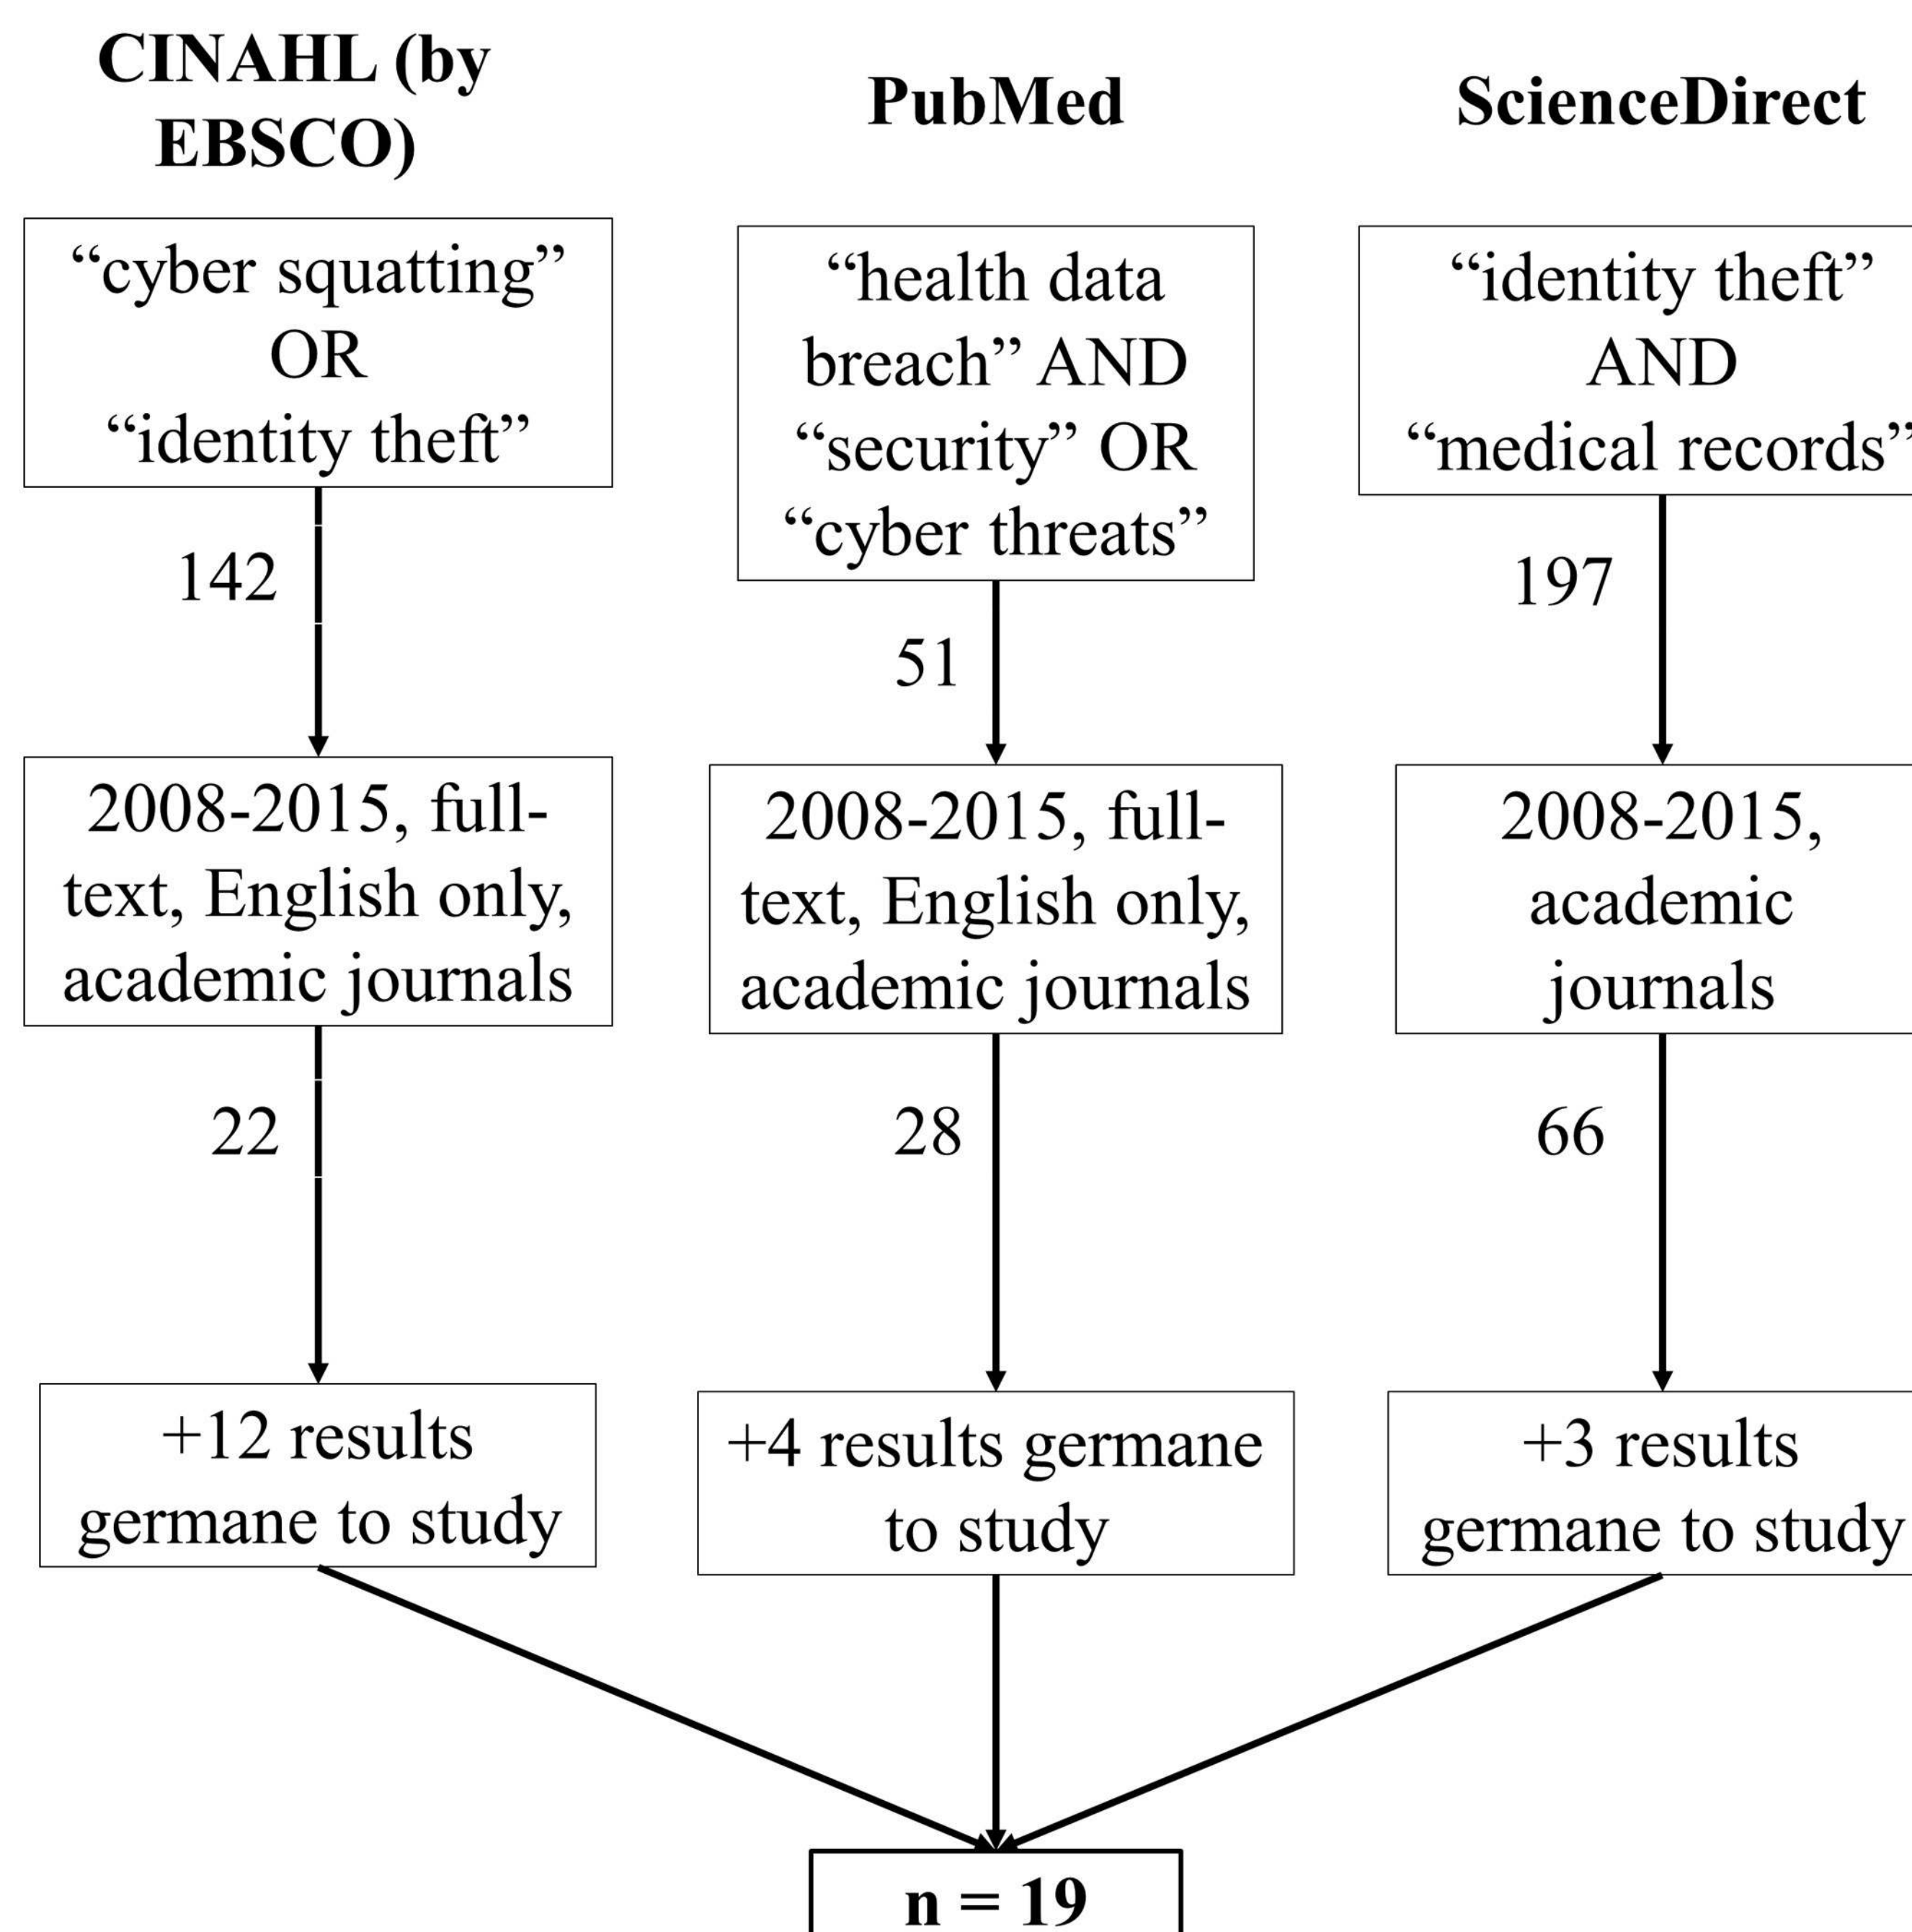 CINAHL (by
EBSCO)
“cyber squatting”
OR
“identity theft”
142
2008-2015, full-
text, English only,
academic journals
22
+12 results
germane to study
PubMed
“health data
breach” AND
“security” OR
“cyber threats”
51
2008-2015, full-
text, English only,
academic journals
28
+4 results germane
to study
ScienceDirect
“identity theft”
AND
“medical records”
197
2008-2015,
academic
journals
66
+3 results
germane to study
n = 19